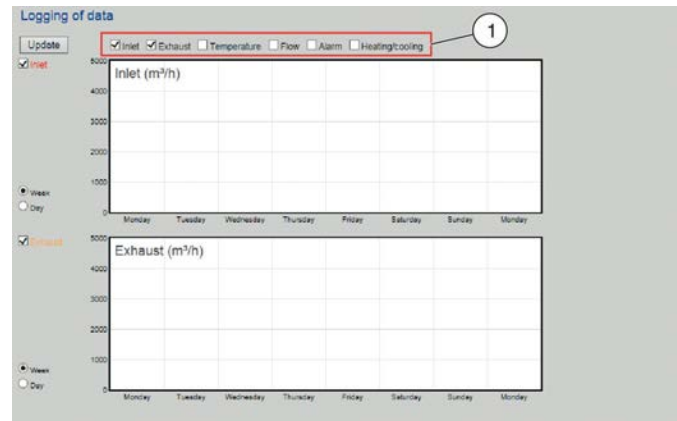 Logging of data
1
Update
Inlet Exhaust Temperature Flow Alarm Heating/cooling
Inlet
Inlet (m³/h)
5000
4000
3000
2000
1000
0
Week
Day
Monday Tuesday Wednesday Thursday Friday Saturday Sunday Monday
Exhaust
Exhaust (m³/h)
5000
4000
3000
2000
1000
0
Week
Day
Monday Tuesday Wednesday Thursday Friday Saturday Sunday Monday